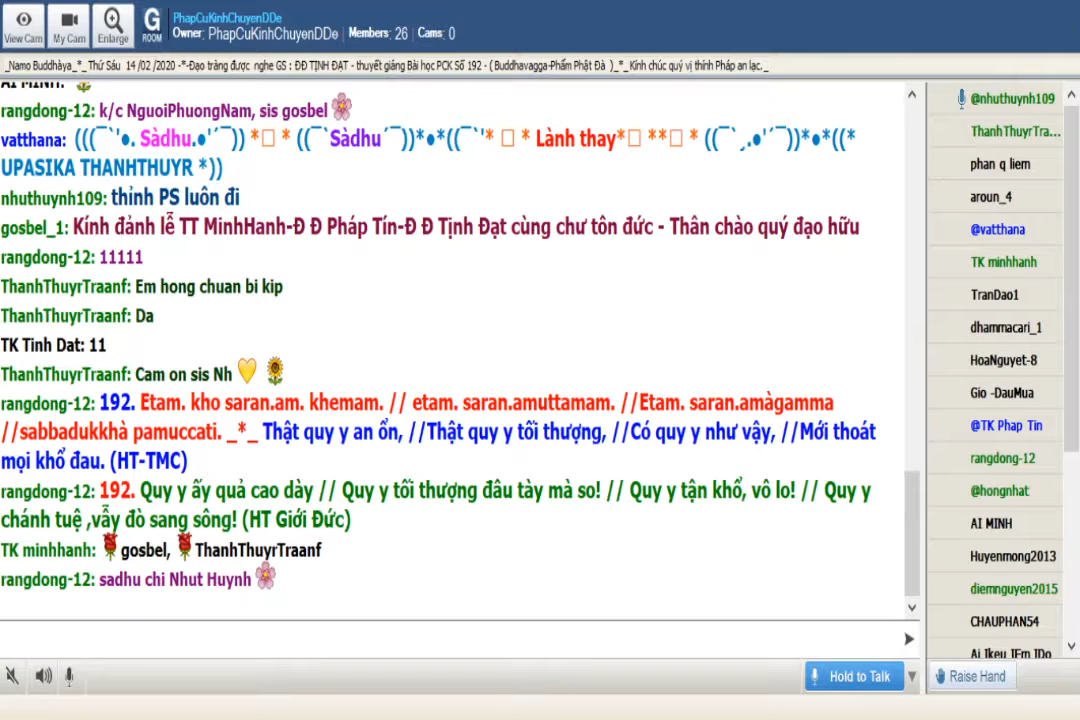 PhapCuKinhChuyenDDe
Owner: PhapCuKinhChuyenDDe Members: 26 Cams: 0
View Cam My Cam Enlarge G ROOM
_Namo Buddhàya_*_ Thứ Sáu 14 /02 /2020 -*-Đạo tràng được nghe GS : ĐĐ TỊNH ĐẠT - thuyết giảng Bài học PCK Số 192 - ( Buddhavagga-Phẩm Phật Đà )_*_Kính chúc quý vị thính Pháp an lạc._
AI MINH:
rangdong-12: k/c NguoiPhuongNam, sis gosbel
vatthana: (((¯`'•. Sàdhu.•'´¯)) *□ * ((¯`Sàdhu´¯))*•*((¯`'* □ * Lành thay*□ **□ * ((¯`¸.•'´¯))*•*((*
UPASIKA THANHTHUYR *))
nhuthuynh109: thỉnh PS luôn đi
gosbel_1: Kính đảnh lễ TT MinhHanh-Đ Đ Pháp Tín-Đ Đ Tịnh Đạt cùng chư tôn đức - Thân chào quý đạo hữu
rangdong-12: 11111
ThanhThuyrTraanf: Em hong chuan bi kip
ThanhThuyrTraanf: Da
TK Tinh Dat: 11
ThanhThuyrTraanf: Cam on sis Nh
rangdong-12: 192. Etam. kho saran.am. khemam. // etam. saran.amuttamam. //Etam. saran.amàgamma
//sabbadukkhà pamuccati. _*_ Thật quy y an ổn, //Thật quy y tối thượng, //Có quy y như vậy, //Mới thoát
mọi khổ đau. (HT-TMC)
rangdong-12: 192. Quy y ấy quả cao dày // Quy y tối thượng đâu tày mà so! // Quy y tận khổ, vô lo! // Quy y
chánh tuệ ,vẫy đò sang sông! (HT Giới Đức)
TK minhhanh: gosbel, ThanhThuyrTraanf
rangdong-12: sadhu chi Nhut Huynh
@nhuthuynh109
ThanhThuyrTra...
phan q liem
aroun_4
@vatthana
TK minhhanh
TranDao1
dhammacari_1
HoaNguyet-8
Gio -DauMua
@TK Phap Tin
rangdong-12
@hongnhat
AI MINH
Huyenmong2013
diemnguyen2015
CHAUPHAN54
Ai Ikeu IEm IDo
Hold to Talk
Raise Hand